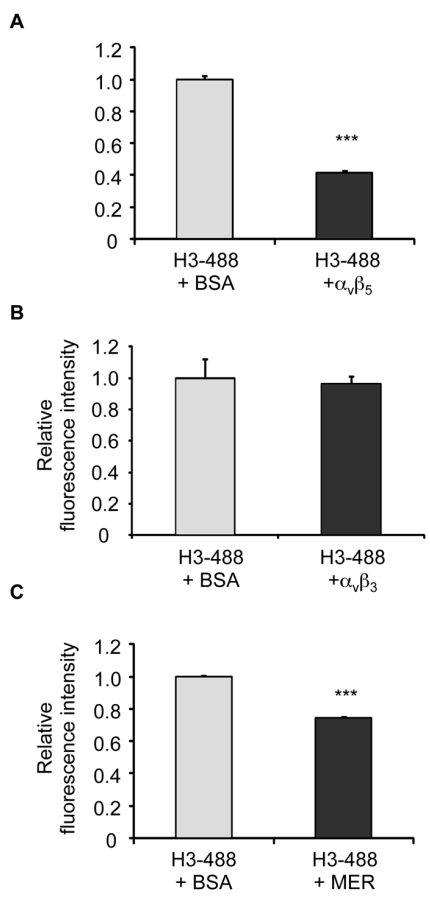 A
1.2
1.0
0.8
0.6
0.4
0.2
0
***
H3-488
+ BSA
H3-488
+αvβ5
B
Relative
fluorescence intensity
1.2
1.0
0.8
0.6
0.4
0.2
0
H3-488
+ BSA
H3-488
+αvβ3
C
Relative
fluorescence intensity
1.2
1.0
0.8
0.6
0.4
0.2
0
***
H3-488
+ BSA
H3-488
+ MER